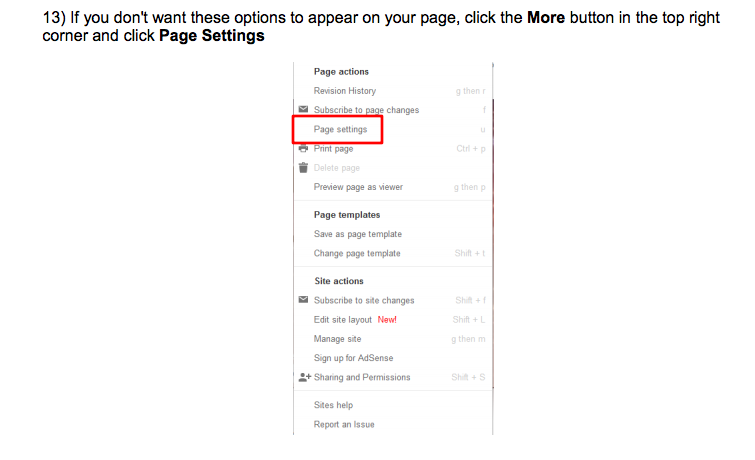 13) If you don't want these options to appear on your page, click the More button in the top right
corner and click Page Settings
Page actions
Revision History g then r
Subscribe to page changes f
Page settings u
Print page Ctrl + p
Delete page
Preview page as viewer g then p
Page templates
Save as page template
Change page template Shift + t
Site actions
Subscribe to site changes Shift + f
Edit site layout New! Shift + L
Manage site g then m
Sign up for AdSense
Sharing and Permissions Shift + S
Sites help
Report an Issue